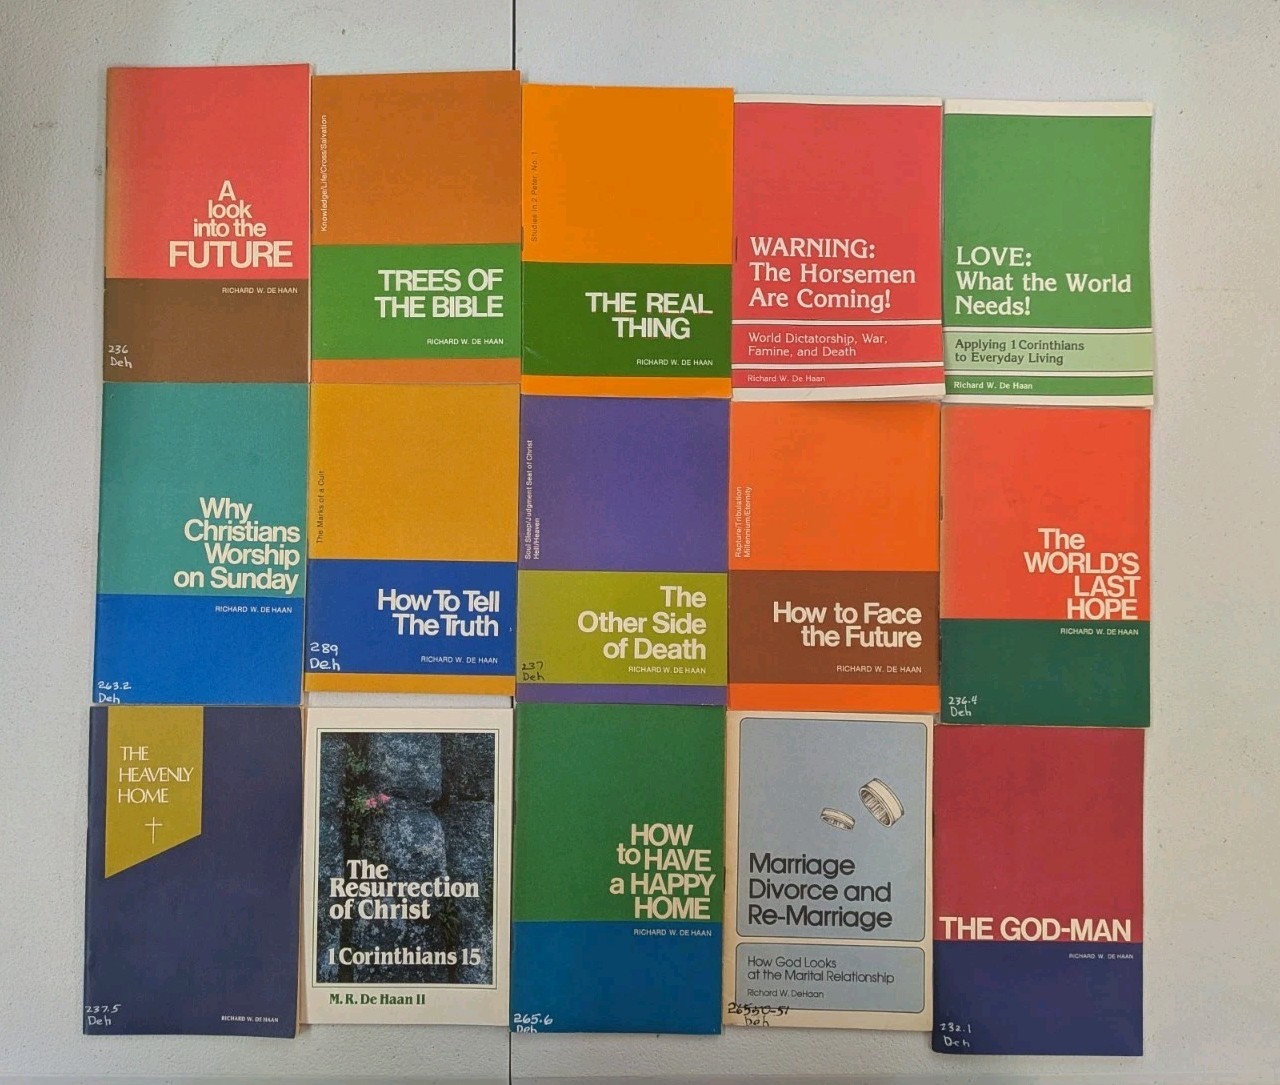 A
look
into the
FUTURE
RICHARD W. DE HAAN
236
Deh
Knowledge/Life/Cross/Salvation
TREES OF
THE BIBLE
RICHARD W. DE HAAN
Studies in 2 Peter, No. 1
THE REAL
THING
RICHARD W. DE HAAN
WARNING:
The Horsemen
Are Coming!
World Dictatorship, War,
Famine, and Death
Richard W. De Haan
LOVE:
What the World
Needs!
Applying 1 Corinthians
to Everyday Living
Richard W. De Haan
Why
Christians
Worship
on Sunday
RICHARD W. DE HAAN
263.2
Deh
The Marks of a Cult
How To Tell
The Truth
RICHARD W. DE HAAN
289
Deh
Soul Sleep/Judgment Seat of Christ
Hell/Heaven
The
Other Side
of Death
RICHARD W. DE HAAN
237
Deh
Rapture/Tribulation
Millennium/Eternity
How to Face
the Future
RICHARD W. DE HAAN
The
WORLD'S
LAST
HOPE
RICHARD W. DE HAAN
236.4
Deh
THE
HEAVENLY
HOME
237.5
Deh
RICHARD W. DE HAAN
The
Resurrection
of Christ
1 Corinthians 15
M. R. De Haan II
HOW
to HAVE
a HAPPY
HOME
RICHARD W. DE HAAN
265.6
Deh
Marriage
Divorce and
Re-Marriage
How God Looks
at the Marital Relationship
Richard W. DeHaan
Deh
THE GOD-MAN
RICHARD W. DE HAAN
232.1
Deh